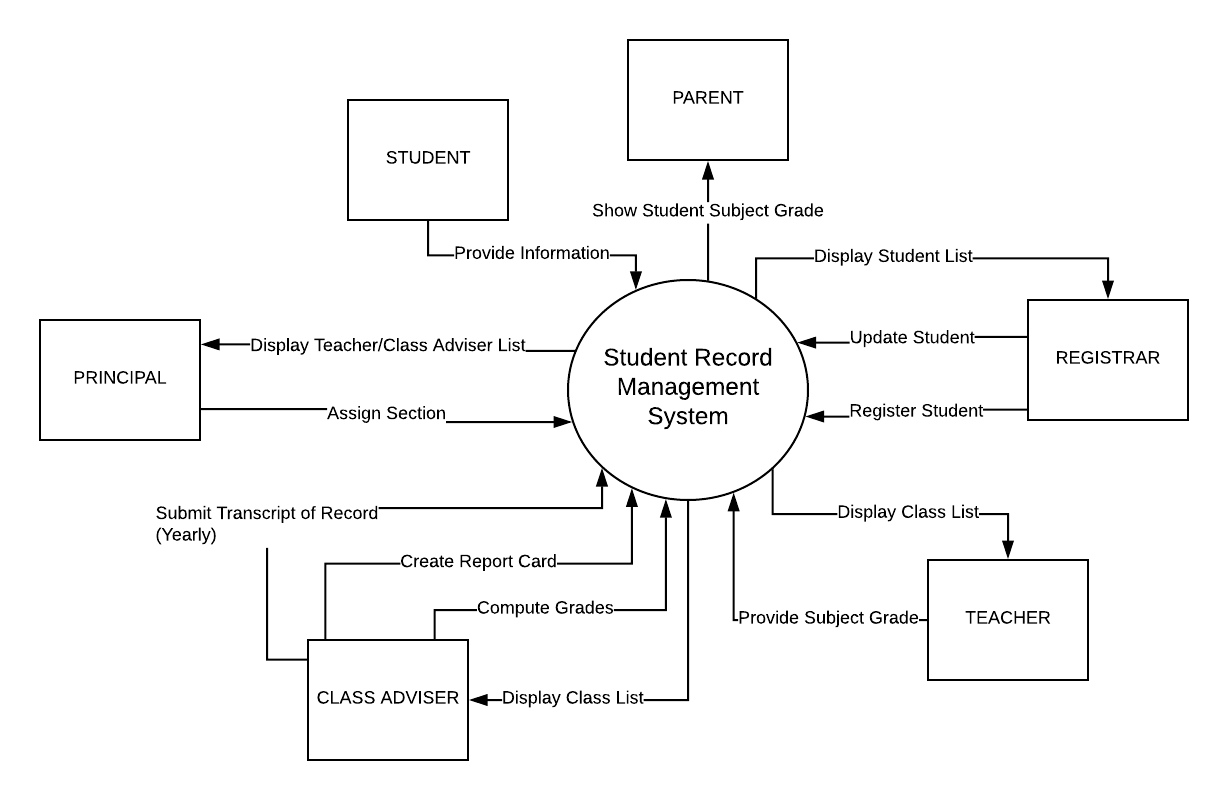 PARENT
STUDENT
Show Student Subject Grade
Provide Information
Display Student List
Display Teacher/Class Adviser List
Update Student
PRINCIPAL
Student Record
Management
System
REGISTRAR
Assign Section
Register Student
Submit Transcript of Record
(Yearly)
Display Class List
Create Report Card
Compute Grades
Provide Subject Grade
TEACHER
CLASS ADVISER
Display Class List